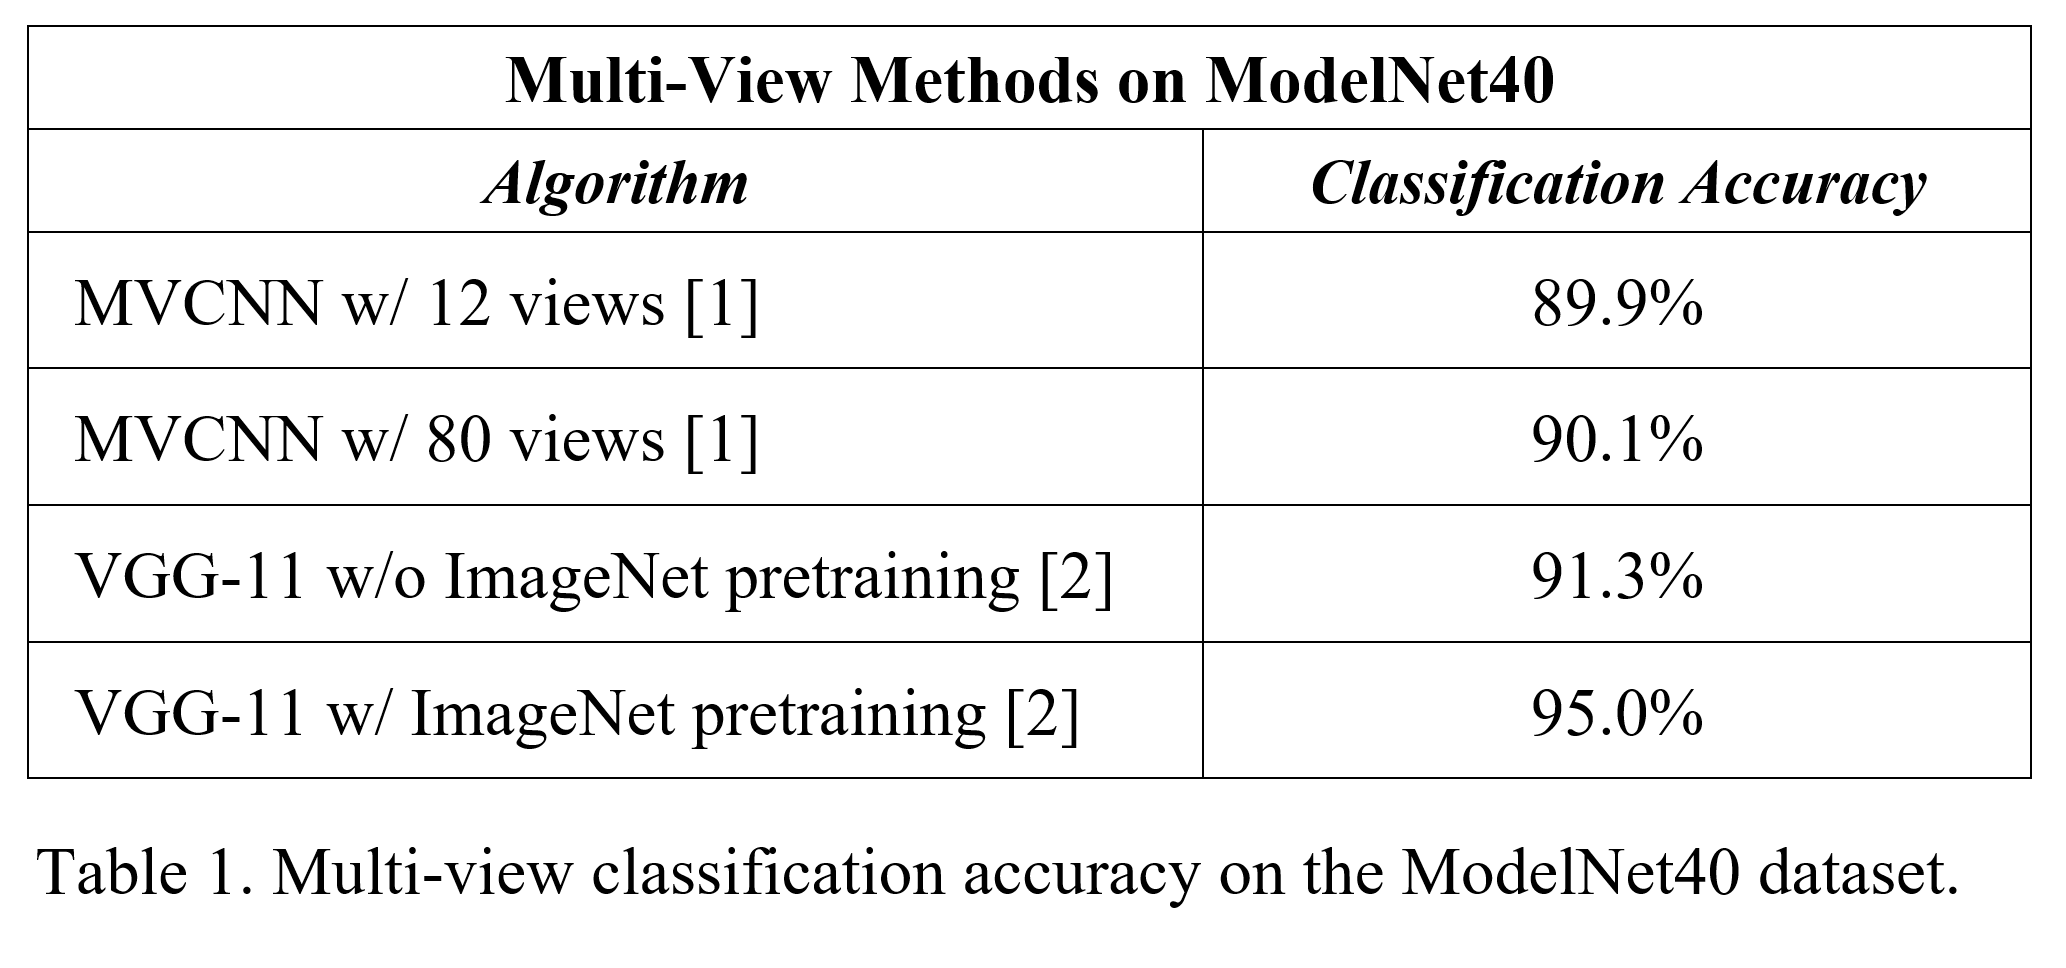 Multi-View Methods on ModelNet40
Algorithm Classification Accuracy
MVCNN w/ 12 views [1] 89.9%
MVCNN w/ 80 views [1] 90.1%
VGG-11 w/o ImageNet pretraining [2] 91.3%
VGG-11 w/ ImageNet pretraining [2] 95.0%
Table 1. Multi-view classification accuracy on the ModelNet40 dataset.